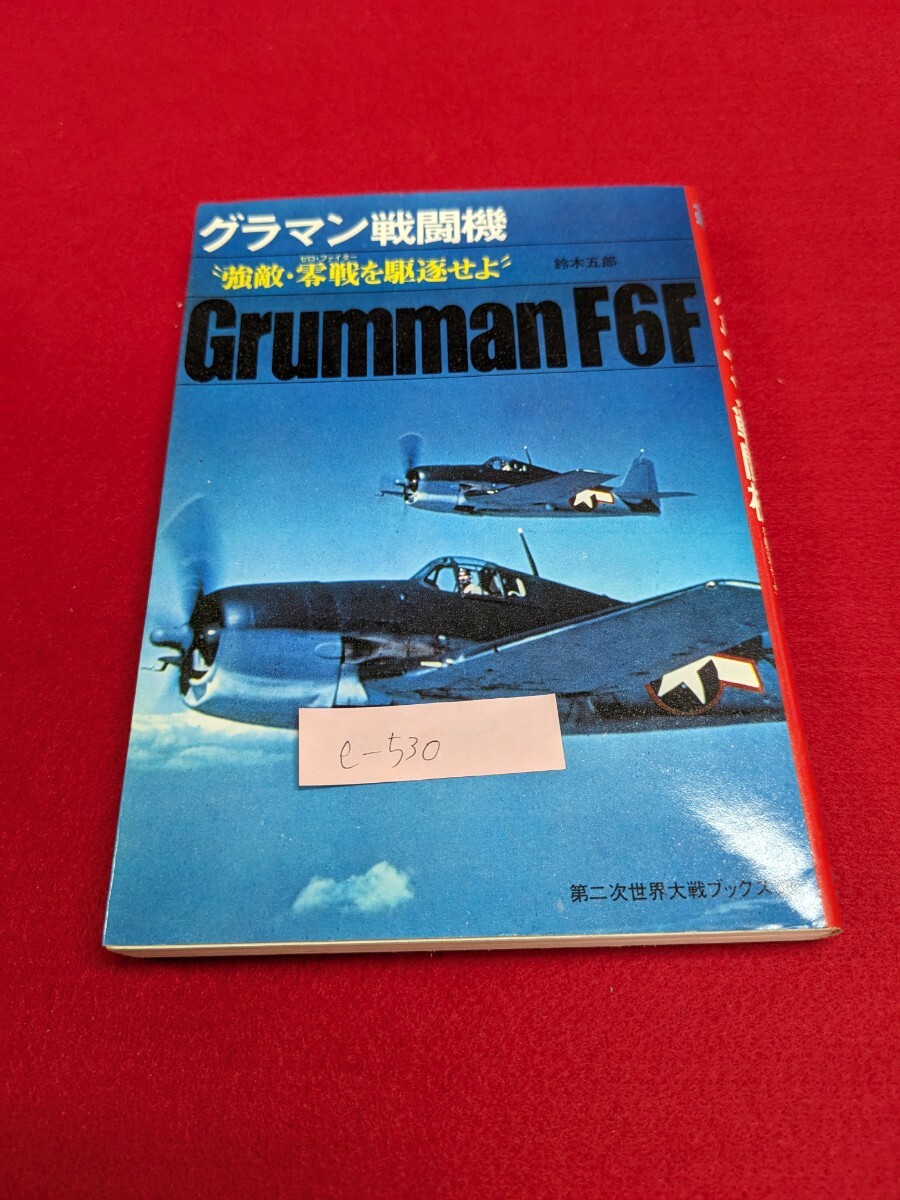 グラマン戦闘機
ゼロ・ファイター
"強敵・零戦を駆逐せよ"
鈴木五郎
Grumman F6F
e-530
第二次世界大戦ブックス